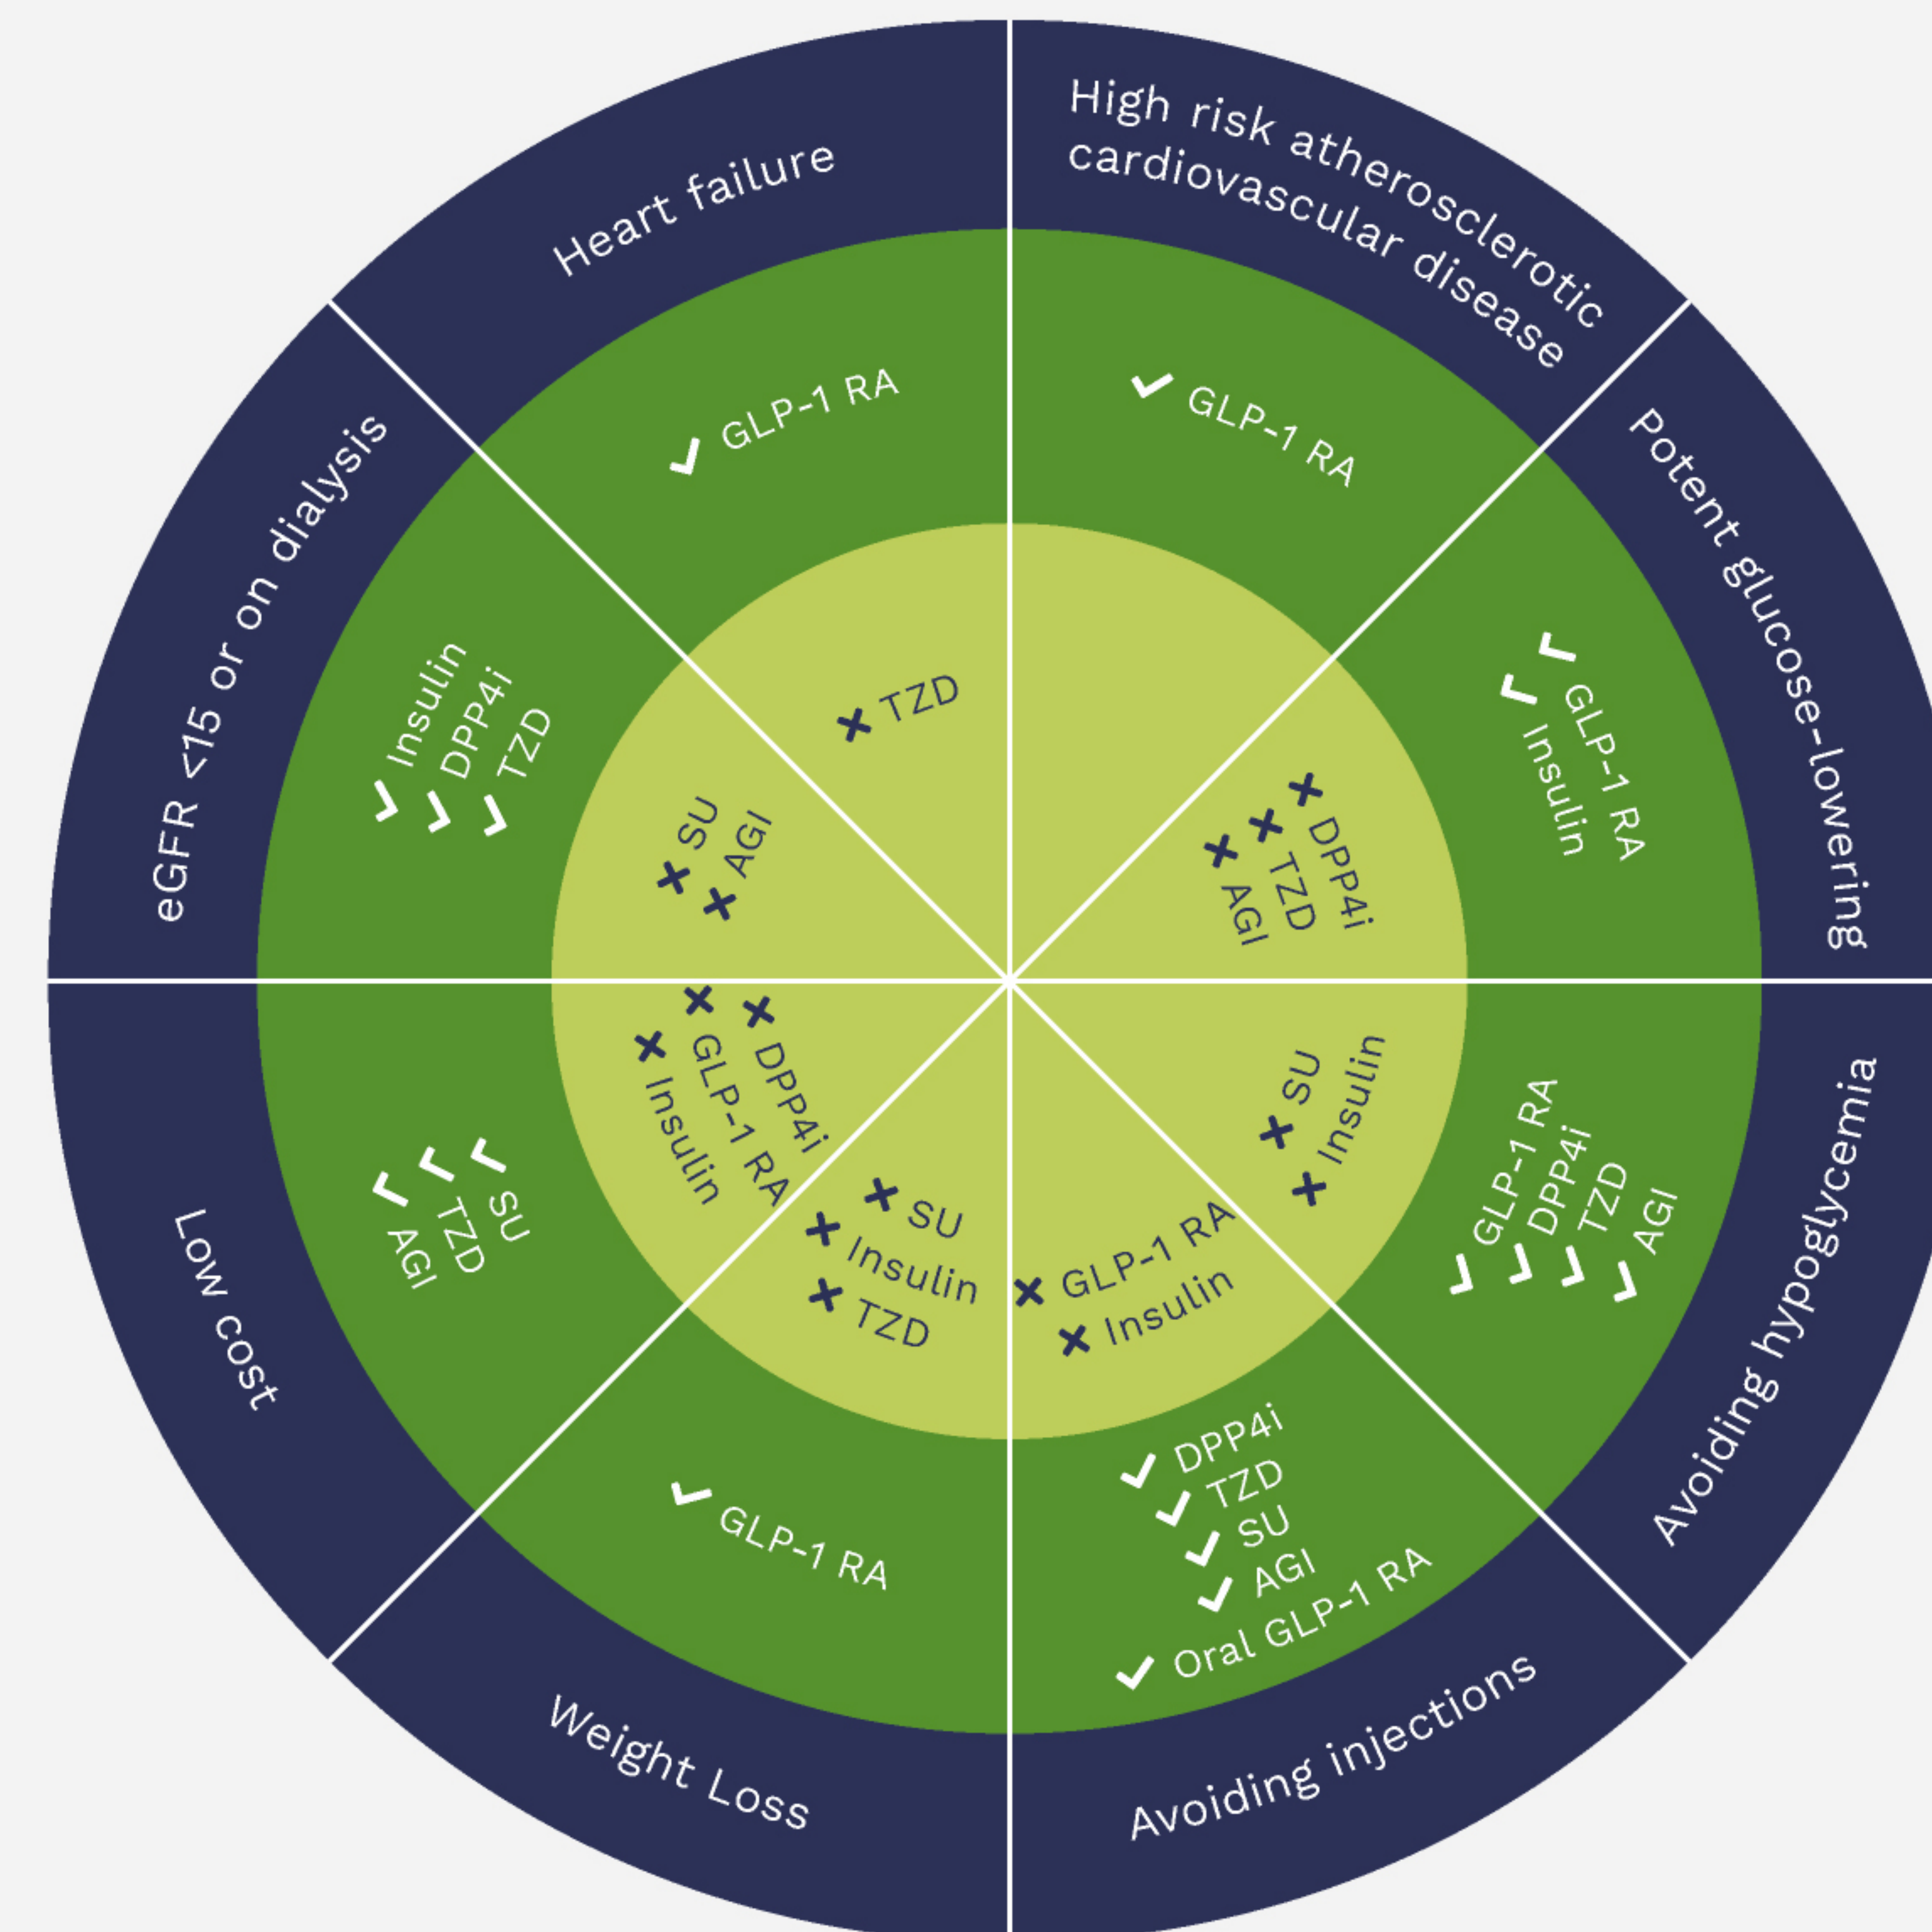 High risk atherosclerotic
cardiovascular disease
GLP-1 RA
Potent glucose-lowering
GLP-1 RA
Insulin
DPP4i
TZD
AGI
Avoiding hypoglycemia
GLP-1 RA
DPP4i
TZD
AGI
SU
Insulin
Avoiding injections
DPP4i
TZD
SU
AGI
Oral GLP-1 RA
GLP-1 RA
Insulin
Weight Loss
GLP-1 RA
SU
Insulin
TZD
Low cost
SU
TZD
AGI
DPP4i
GLP-1 RA
Insulin
eGFR <15 or on dialysis
Insulin
DPP4i
TZD
SU
AGI
Heart failure
GLP-1 RA
TZD